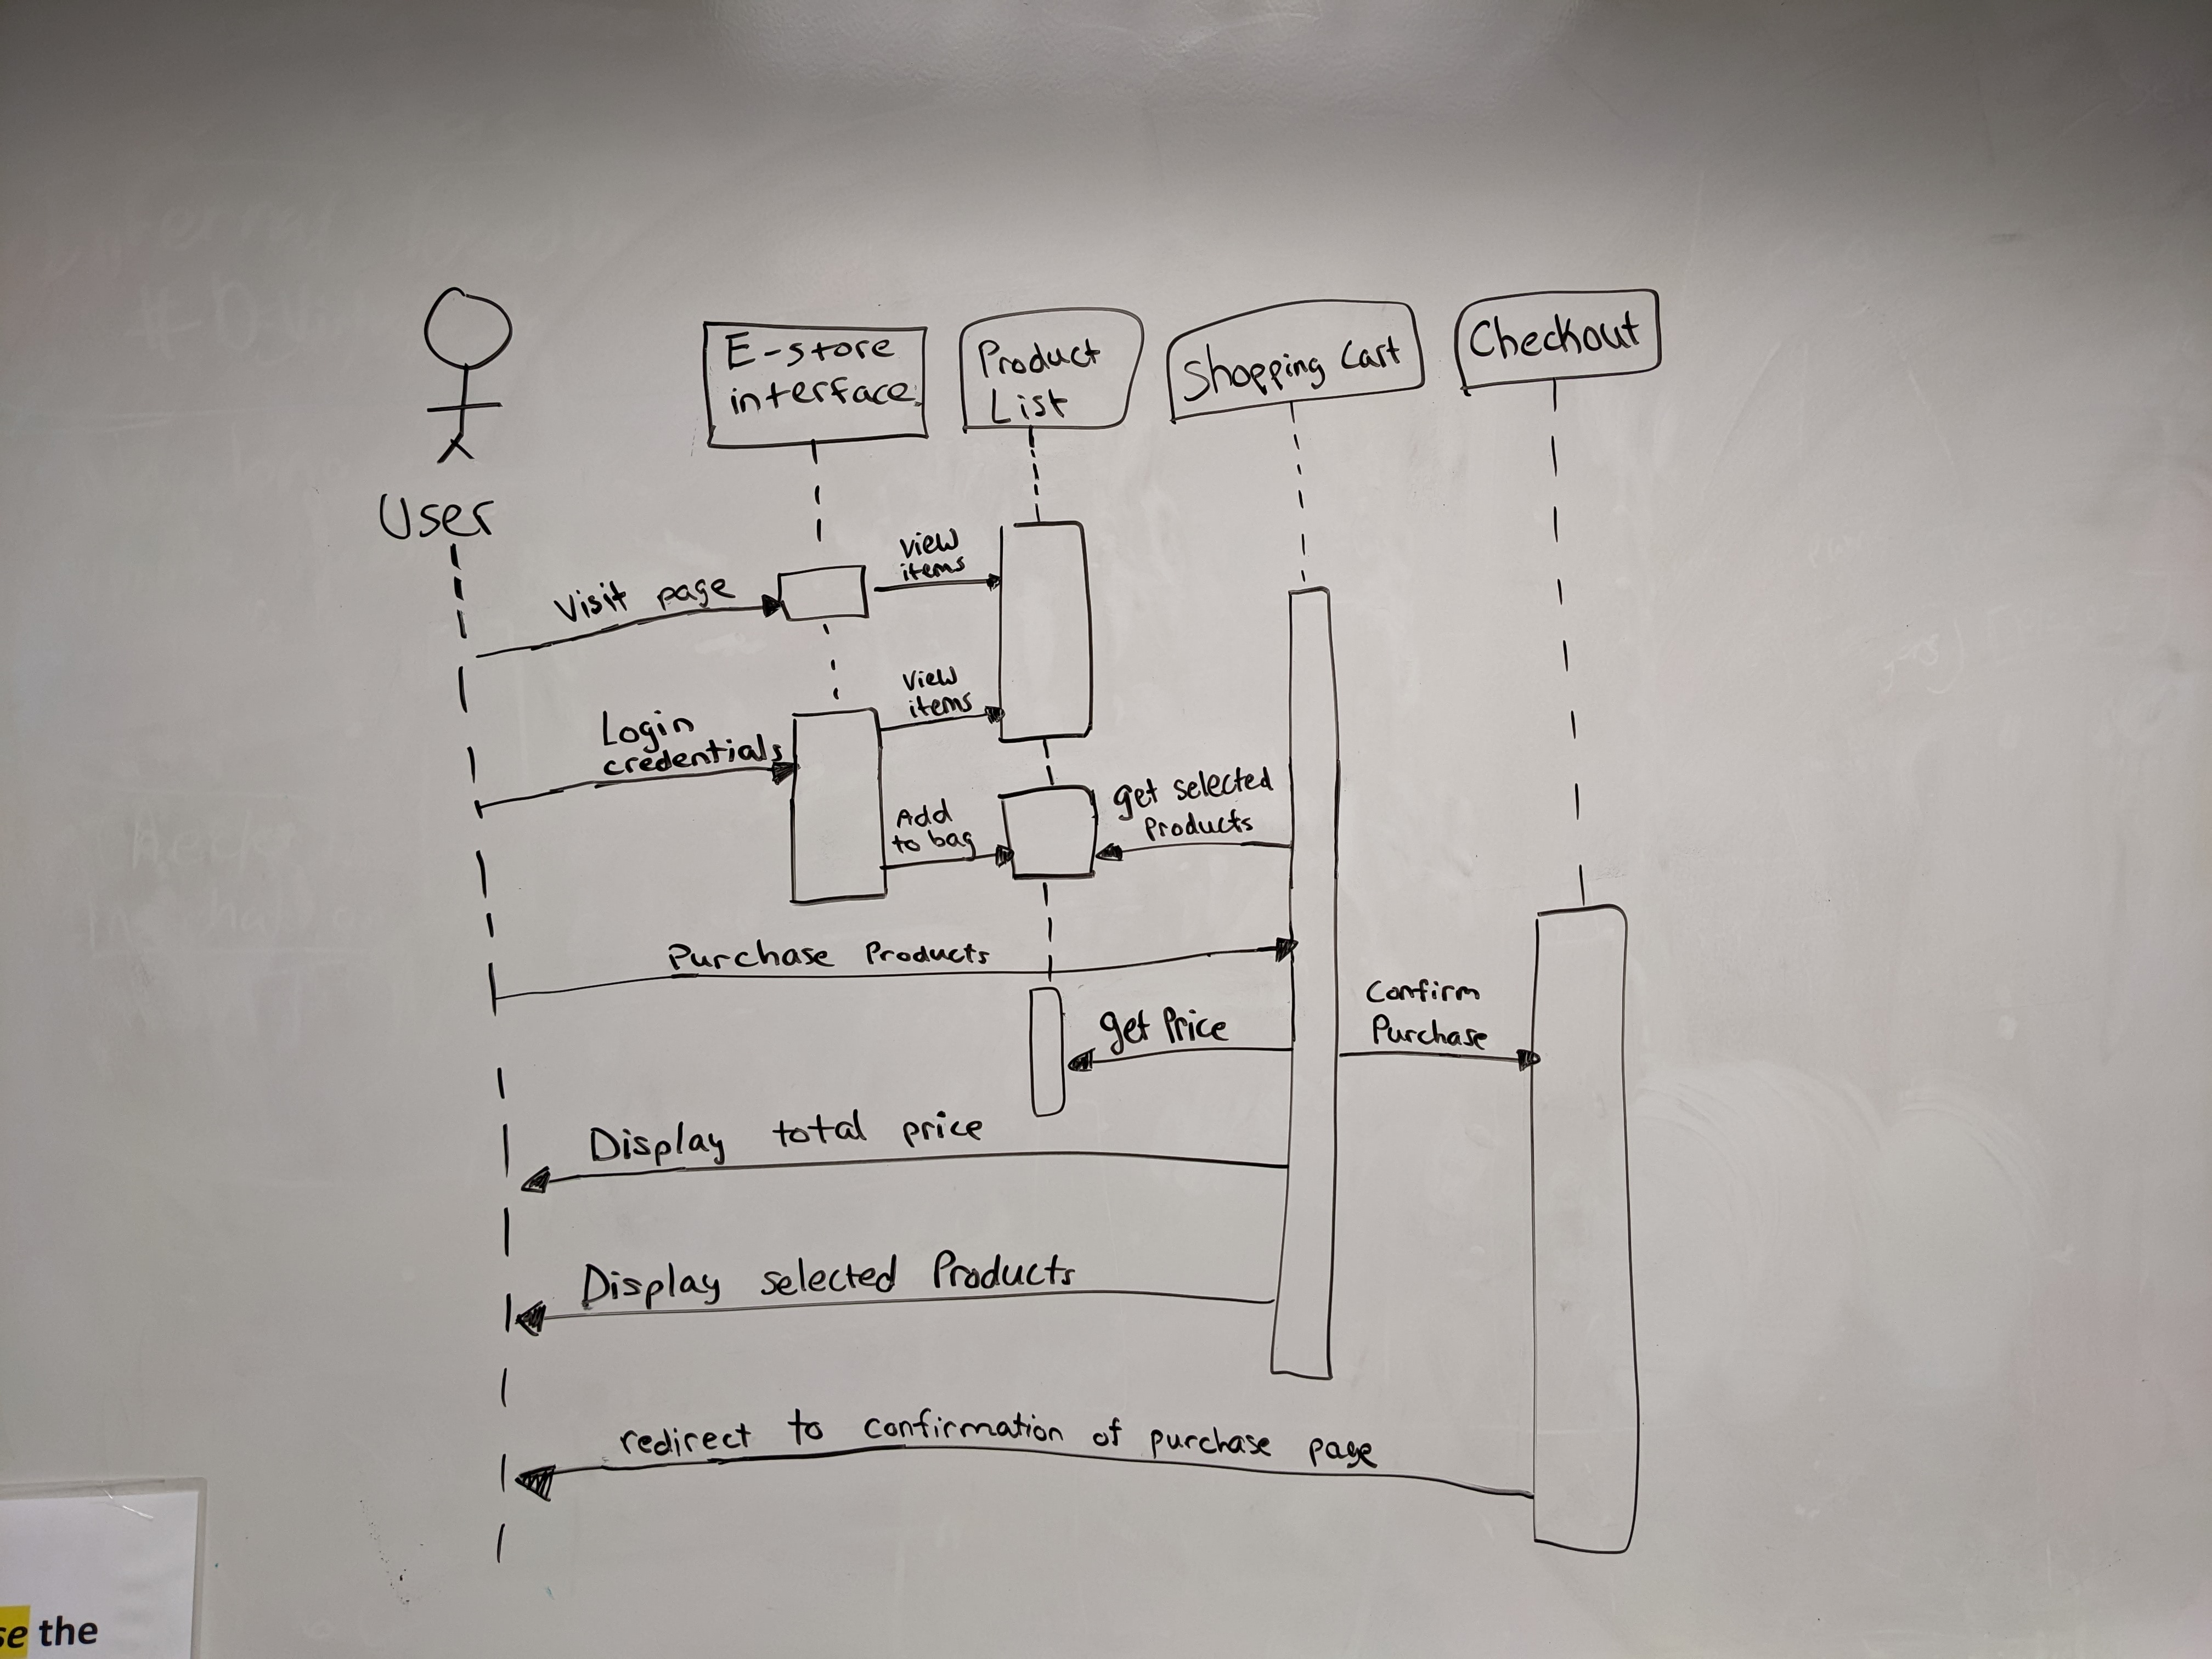 E-store
interface
Product
List
Shopping Cart
Checkout
User
View
items
Visit page
View
items
Login
credentials
get selected
Products
Add
to bag
Purchase Products
Confirm
Purchase
get Price
Display total price
Display selected Products
redirect to confirmation of purchase page
se the